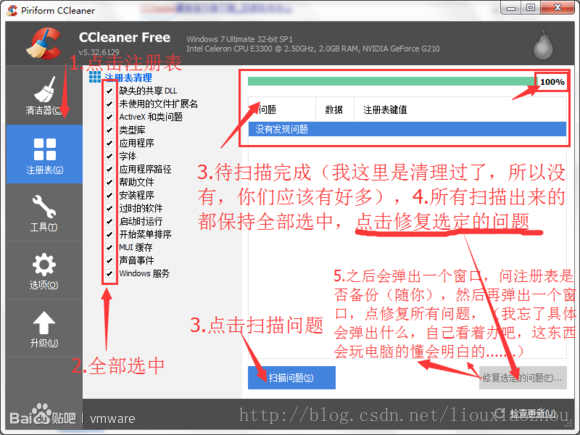 Piriform CCleaner
CCleaner Free
v5.32.6129
Windows 7 Ultimate 32-bit SP1
Intel Celeron CPU E3300 @ 2.50GHz, 2.0GB RAM, NVIDIA GeForce G210
1.点击注册表
清洁器(C)
注册表(G)
工具(T)
选项(O)
升级(U)
注册表清理
缺失的共享 DLL
未使用的文件扩展名
ActiveX 和类问题
类型库
应用程序
字体
应用程序路径
帮助文件
安装程序
过时的软件
启动时运行
开始菜单排序
MUI 缓存
声音事件
Windows 服务
2.全部选中
100%
问题 数据 注册表键值
没有发现问题
3.待扫描完成（我这里是清理过了，所以没
有，你们应该有好多），4.所有扫描出来的
都保持全部选中，点击修复选定的问题
5.之后会弹出一个窗口，问注册表是
否备份（随你），然后再弹出一个窗
口，点修复所有问题，（我忘了具体
会弹出什么，自己看着办吧，这东西
会玩电脑的懂会明白的......）
3.点击扫描问题
扫描问题(S)
修复选定的问题(F)...
Bai du 贴吧 | vmware
http://blog.csdn.net/liouxiaozhou
检查更新(U)